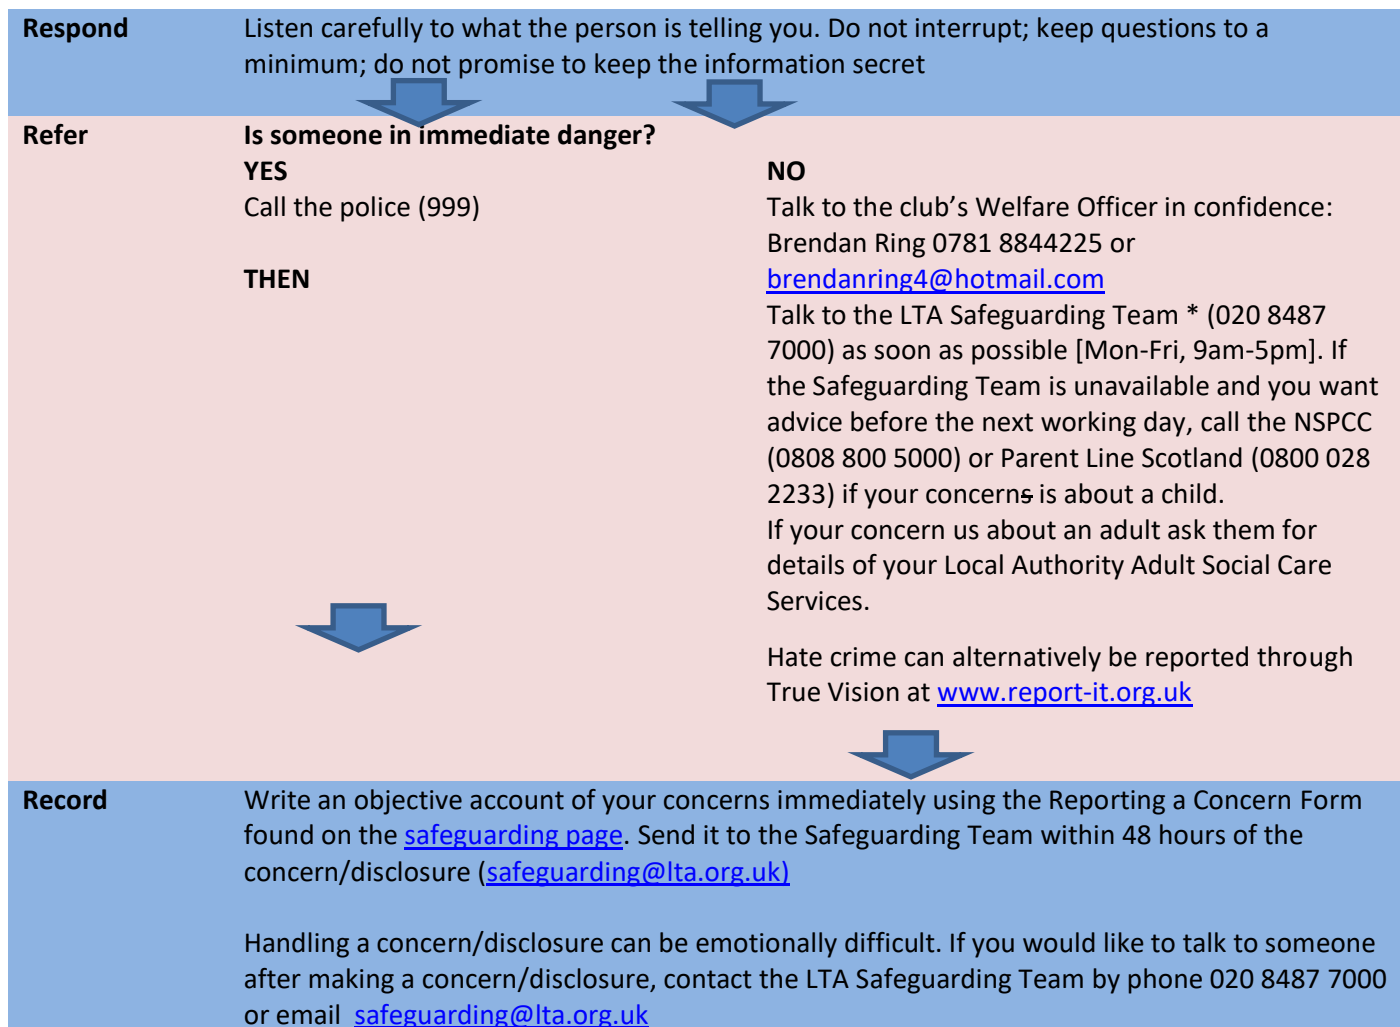 Respond
Listen carefully to what the person is telling you. Do not interrupt; keep questions to a
minimum; do not promise to keep the information secret
Refer
Is someone in immediate danger?
YES
Call the police (999)
THEN
NO
Talk to the club’s Welfare Officer in confidence:
Brendan Ring 0781 8844225 or
brendanring4@hotmail.com
Talk to the LTA Safeguarding Team * (020 8487
7000) as soon as possible [Mon-Fri, 9am-5pm]. If
the Safeguarding Team is unavailable and you want
advice before the next working day, call the NSPCC
(0808 800 5000) or Parent Line Scotland (0800 028
2233) if your concerns is about a child.
If your concern us about an adult ask them for
details of your Local Authority Adult Social Care
Services.
Hate crime can alternatively be reported through
True Vision at www.report-it.org.uk
Record
Write an objective account of your concerns immediately using the Reporting a Concern Form
found on the safeguarding page. Send it to the Safeguarding Team within 48 hours of the
concern/disclosure (safeguarding@lta.org.uk)
Handling a concern/disclosure can be emotionally difficult. If you would like to talk to someone
after making a concern/disclosure, contact the LTA Safeguarding Team by phone 020 8487 7000
or email safeguarding@lta.org.uk